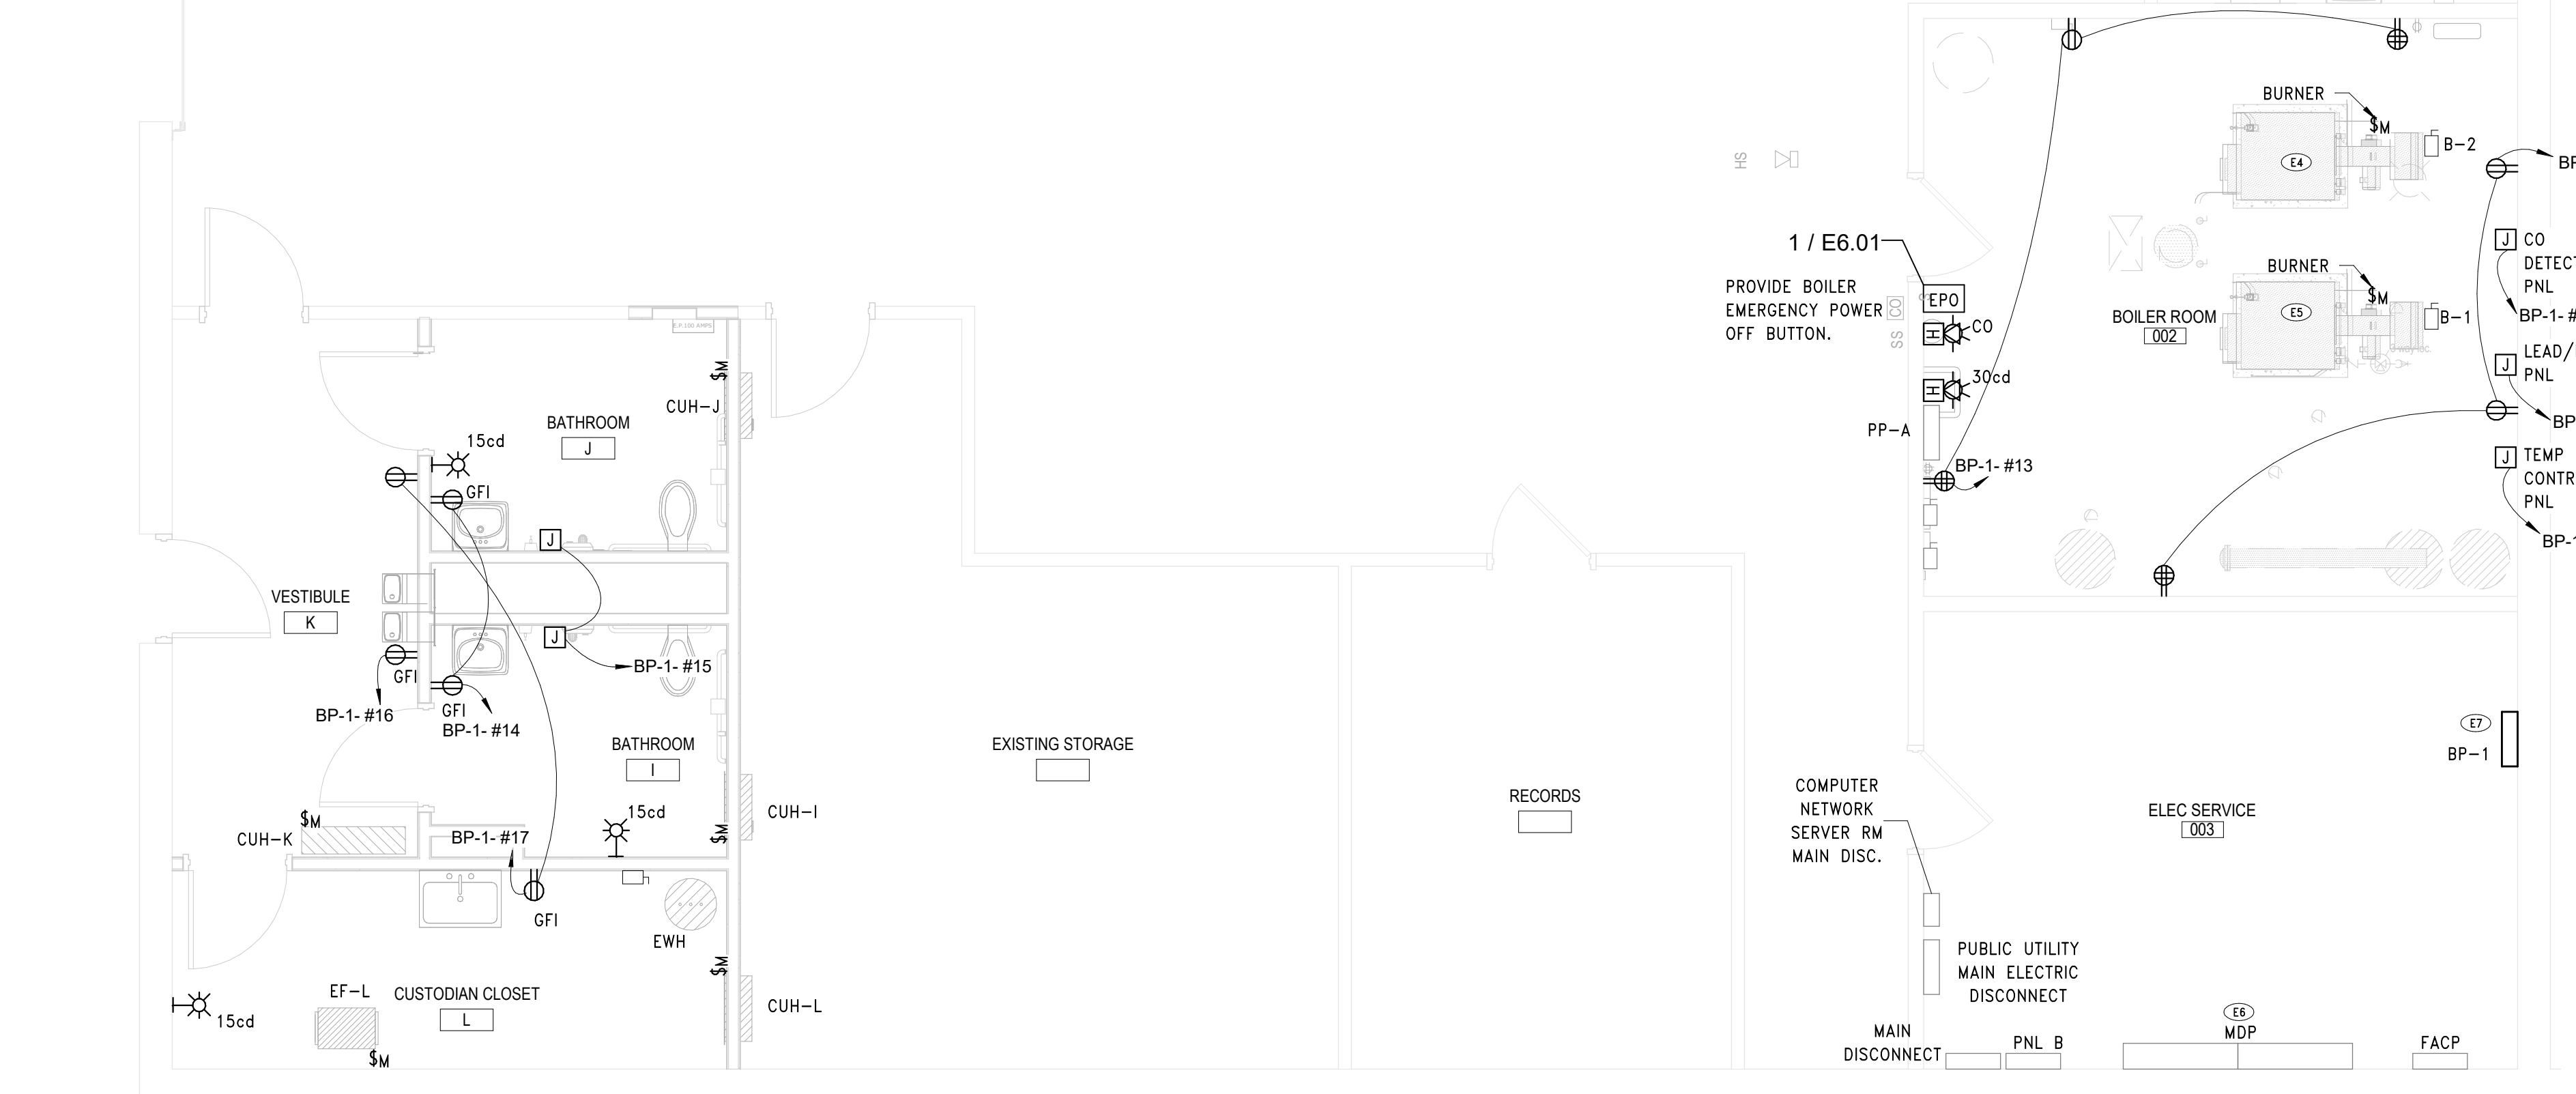 BURNER
$M
E4
B-2
BP
HS
1 / E6.01
PROVIDE BOILER
EMERGENCY POWER
OFF BUTTON.
CO
SS
EPO
H
CO
H
30cd
PP-A
BP-1- #13
BURNER
$M
BOILER ROOM
002
E5
B-1
J
CO
DETECT
PNL
BP-1- #
J
LEAD/
PNL
BP
J
TEMP
CONTR
PNL
BP-1
E.P.100 AMPS
$M
CUH-J
BATHROOM
J
15cd
GFI
J
VESTIBULE
K
J
BP-1- #15
GFI
BP-1- #16
GFI
BP-1- #14
BATHROOM
I
EXISTING STORAGE
RECORDS
E7
BP-1
COMPUTER
NETWORK
SERVER RM
MAIN DISC.
ELEC SERVICE
003
$M
CUH-K
BP-1- #17
15cd
$M
CUH-I
GFI
EWH
PUBLIC UTILITY
MAIN ELECTRIC
DISCONNECT
EF-L
CUSTODIAN CLOSET
L
15cd
$M
$M
CUH-L
MAIN
DISCONNECT
PNL B
E6
MDP
FACP